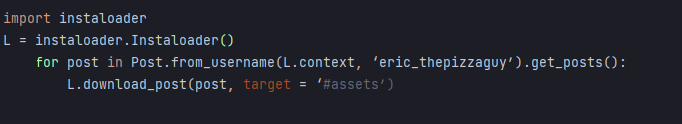 import instaloader
L = instaloader.Instaloader()
    for post in Post.from_username(L.context, ‘eric_thepizzaguy’).get_posts():
        L.download_post(post, target = ‘#assets’)